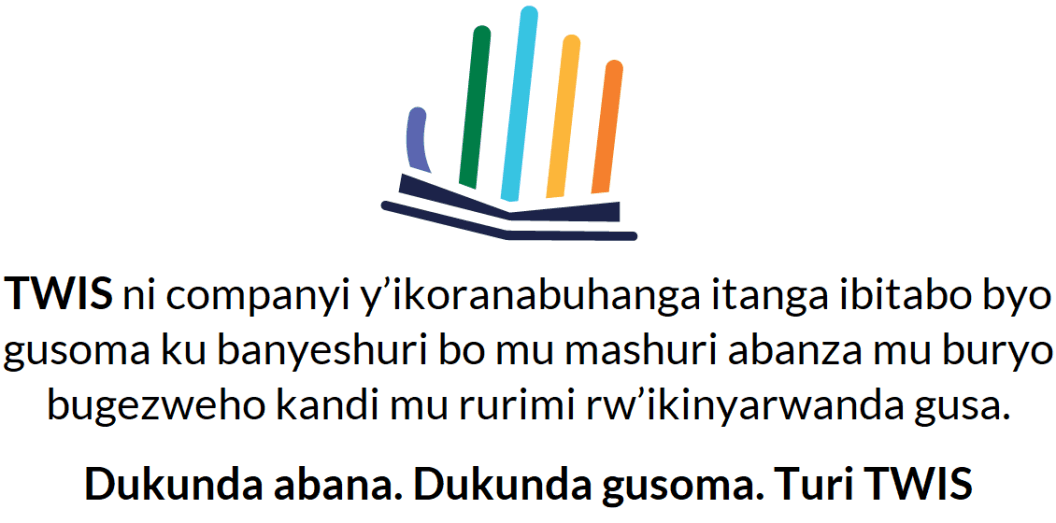 TWIS ni companyi y’ikoranabuhanga itanga ibitabo byo
gusoma ku banyeshuri bo mu mashuri abanza mu buryo
bugezweho kandi mu rurimi rw’ikinyarwanda gusa.
Dukunda abana. Dukunda gusoma. Turi TWIS